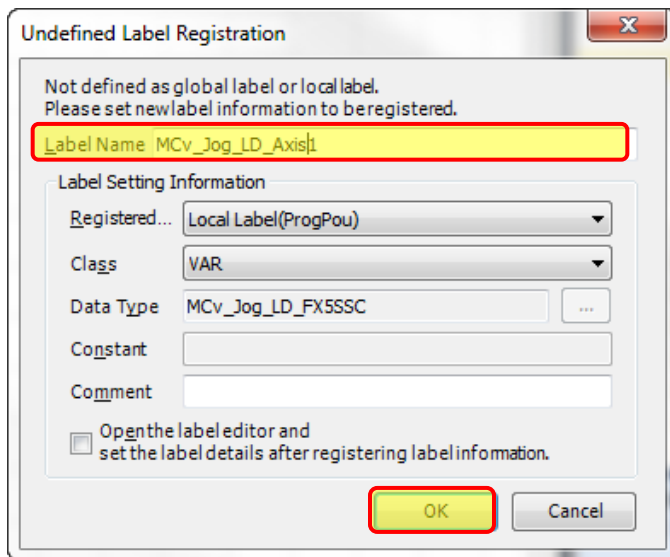 Undefined Label Registration
Not defined as global label or local label.
Please set new label information to be registered.
Label Name MCv_Jog_LD_Axis1
Label Setting Information
Registered... Local Label(ProgPou)
Class VAR
Data Type MCv_Jog_LD_FX5SSC ...
Constant
Comment
Open the label editor and
set the label details after registering label information.
OK Cancel